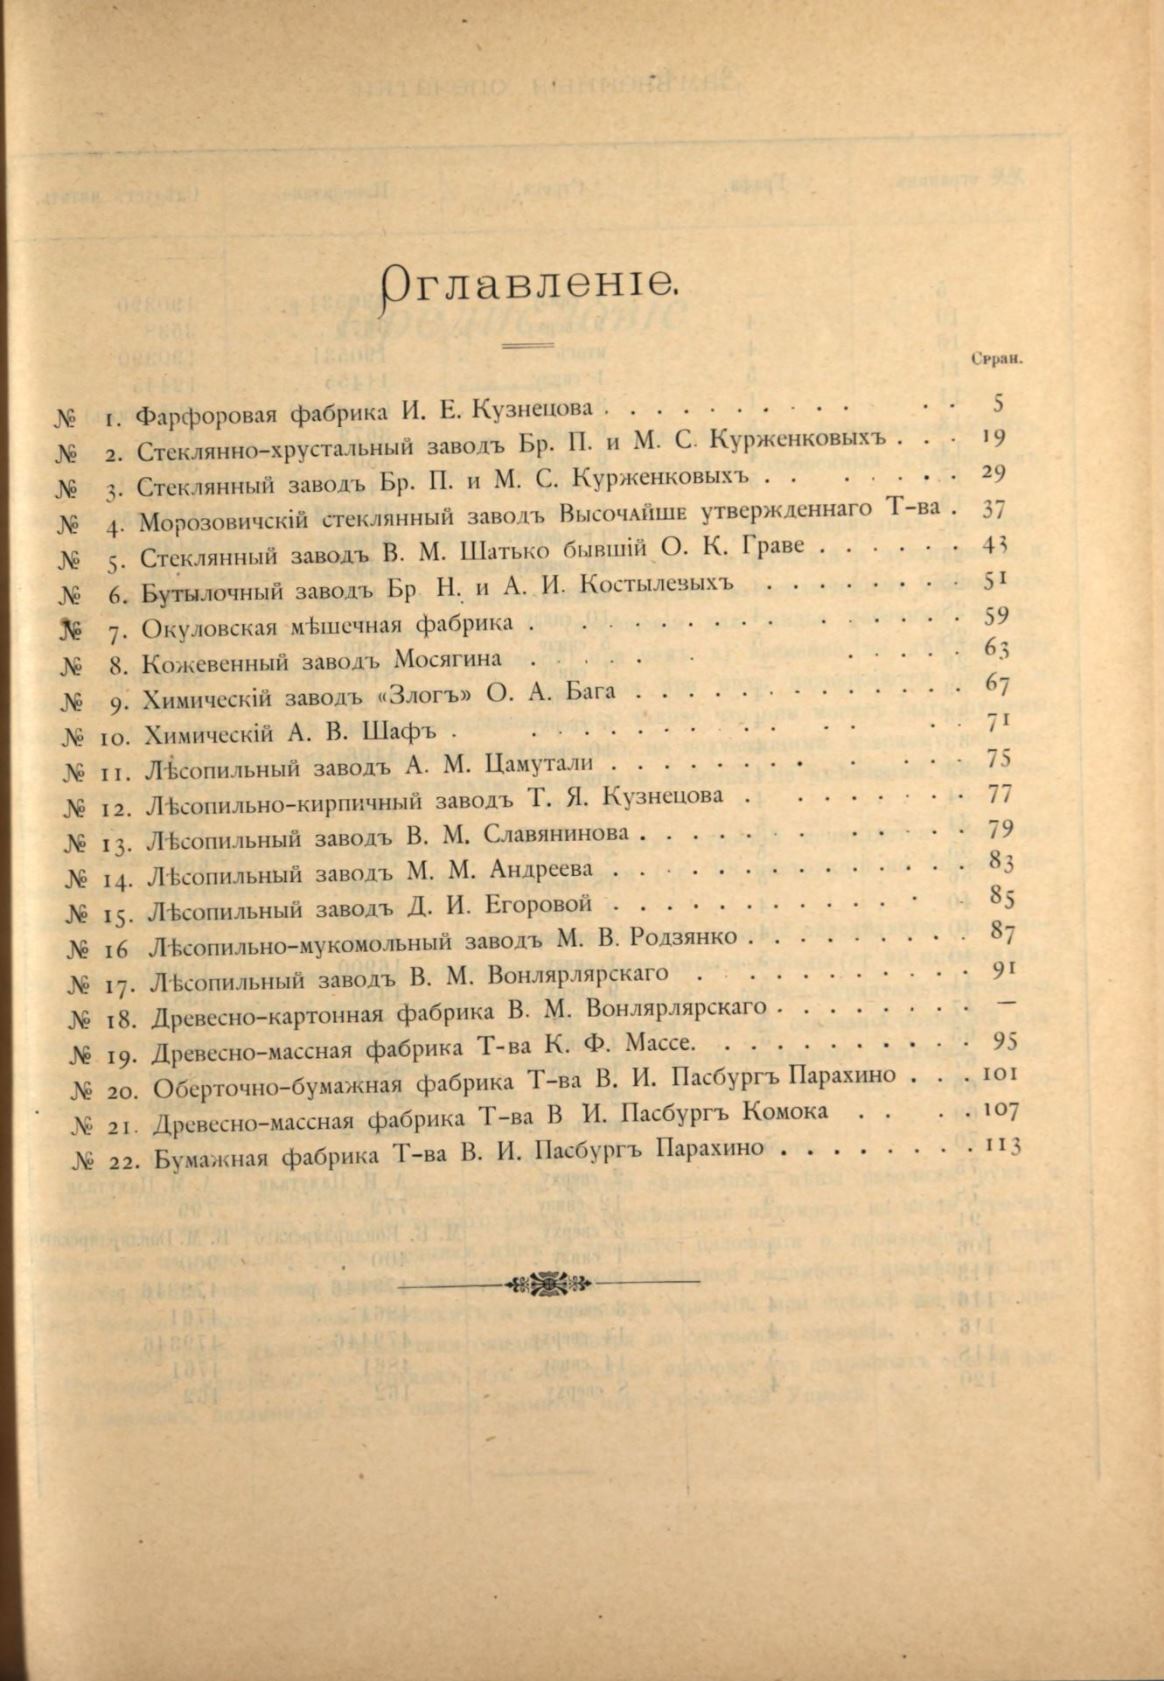 Оглавленіе.
Стран.
№ 1. Фарфоровая фабрика И. Е. Кузнецова . . . . . . . . . . . . 5
№ 2. Стеклянно-хрустальный заводъ Бр. П. и М. С. Курженковыхъ . . . 19
№ 3. Стеклянный заводъ Бр. П. и М. С. Курженковыхъ . . . . . . . 29
№ 4. Морозовичскій стеклянный заводъ Высочайше утвержденнаго Т-ва . 37
№ 5. Стеклянный заводъ В. М. Шатько бывшій О. К. Граве . . . . . . 43
№ 6. Бутылочный заводъ Бр Н. и А. И. Костылевыхъ . . . . . . . . 51
№ 7. Окуловская мѣшечная фабрика . . . . . . . . . . . . . . . 59
№ 8. Кожевенный заводъ Мосягина . . . . . . . . . . . 63
№ 9. Химическій заводъ «Злогъ» О. А. Бага . . . . . . . . . . . . . 67
№ 10. Химическій А. В. Шафъ . . . . . . . . . . . . . 71
№ 11. Лѣсопильный заводъ А. М. Цамутали . . . . . . . . . . . . 75
№ 12. Лѣсопильно-кирпичный заводъ Т. Я. Кузнецова . . . . . . . . 77
№ 13. Лѣсопильный заводъ В. М. Славянинова . . . . . . . . . . . . 79
№ 14. Лѣсопильный заводъ М. М. Андреева . . . . . . . . . . . . . . 83
№ 15. Лѣсопильный заводъ Д. И. Егоровой . . . . . . . . . . . . . 85
№ 16 Лѣсопильно-мукомольный заводъ М. В. Родзянко . . . . . . . . . 87
№ 17. Лѣсопильный заводъ В. М. Вонлярлярскаго . . . . . . . . . . 91
№ 18. Древесно-картонная фабрика В. М. Вонлярлярскаго . . . . . . . . —
№ 19. Древесно-массная фабрика Т-ва К. Ф. Массе. . . . . . . . . . . 95
№ 20. Оберточно-бумажная фабрика Т-ва В. И. Пасбургъ Парахино . . . 101
№ 21. Древесно-массная фабрика Т-ва В И. Пасбургъ Комока . . . . 107
№ 22. Бумажная фабрика Т-ва В. И. Пасбургъ Парахино . . . . . . . . 113